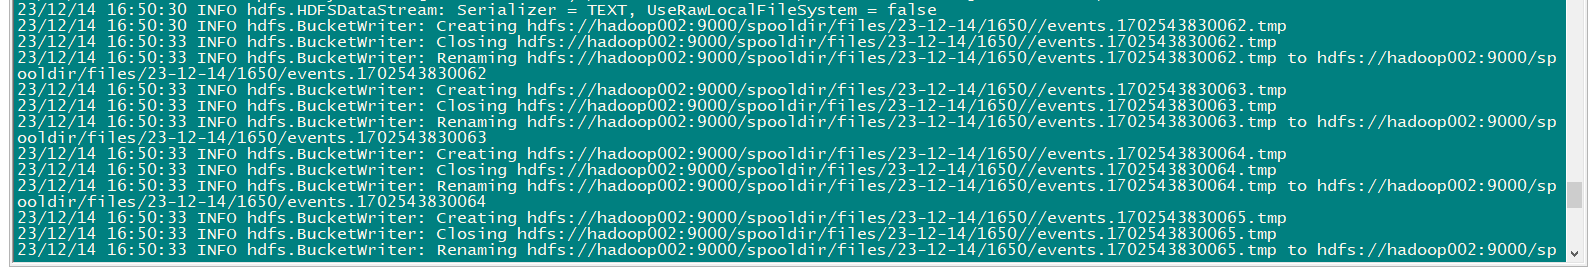 23/12/14 16:50:30 INFO hdfs.HDFSDataStream: Serializer = TEXT, UseRawLocalFileSystem = false
23/12/14 16:50:33 INFO hdfs.BucketWriter: Creating hdfs://hadoop002:9000/spooldir/files/23-12-14/1650//events.1702543830062.tmp
23/12/14 16:50:33 INFO hdfs.BucketWriter: Closing hdfs://hadoop002:9000/spooldir/files/23-12-14/1650//events.1702543830062.tmp
23/12/14 16:50:33 INFO hdfs.BucketWriter: Renaming hdfs://hadoop002:9000/spooldir/files/23-12-14/1650/events.1702543830062.tmp to hdfs://hadoop002:9000/sp
ooldir/files/23-12-14/1650/events.1702543830062
23/12/14 16:50:33 INFO hdfs.BucketWriter: Creating hdfs://hadoop002:9000/spooldir/files/23-12-14/1650//events.1702543830063.tmp
23/12/14 16:50:33 INFO hdfs.BucketWriter: Closing hdfs://hadoop002:9000/spooldir/files/23-12-14/1650//events.1702543830063.tmp
23/12/14 16:50:33 INFO hdfs.BucketWriter: Renaming hdfs://hadoop002:9000/spooldir/files/23-12-14/1650/events.1702543830063.tmp to hdfs://hadoop002:9000/sp
ooldir/files/23-12-14/1650/events.1702543830063
23/12/14 16:50:33 INFO hdfs.BucketWriter: Creating hdfs://hadoop002:9000/spooldir/files/23-12-14/1650//events.1702543830064.tmp
23/12/14 16:50:33 INFO hdfs.BucketWriter: Closing hdfs://hadoop002:9000/spooldir/files/23-12-14/1650//events.1702543830064.tmp
23/12/14 16:50:33 INFO hdfs.BucketWriter: Renaming hdfs://hadoop002:9000/spooldir/files/23-12-14/1650/events.1702543830064.tmp to hdfs://hadoop002:9000/sp
ooldir/files/23-12-14/1650/events.1702543830064
23/12/14 16:50:33 INFO hdfs.BucketWriter: Creating hdfs://hadoop002:9000/spooldir/files/23-12-14/1650//events.1702543830065.tmp
23/12/14 16:50:33 INFO hdfs.BucketWriter: Closing hdfs://hadoop002:9000/spooldir/files/23-12-14/1650//events.1702543830065.tmp
23/12/14 16:50:33 INFO hdfs.BucketWriter: Renaming hdfs://hadoop002:9000/spooldir/files/23-12-14/1650/events.1702543830065.tmp to hdfs://hadoop002:9000/sp